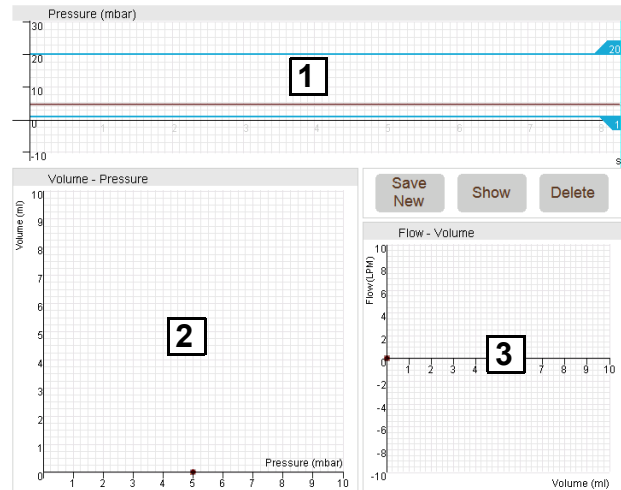 Pressure (mbar)
30
20
20
1
10
0
1 2 3 4 5 6 7 8
1
-10
s
Volume - Pressure
Save New
Show
Delete
Volume (ml)
10
9
8
7
6
5
4
3
2
1
0
2
Pressure (mbar)
1 2 3 4 5 6 7 8 9 10
Flow - Volume
Flow(LPM)
10
8
6
4
2
0
3
1 2 3 4 7 8 9 10
-2
-4
-6
-8
-10
Volume (ml)